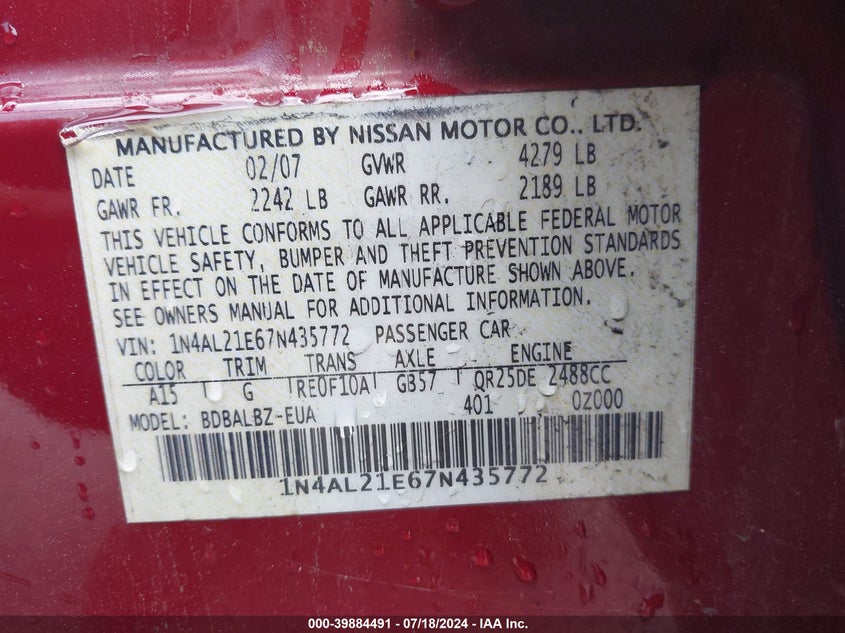 MANUFACTURED BY NISSAN MOTOR CO., LTD.
DATE 02/07 GVWR 4279 LB
GAWR FR. 2242 LB GAWR RR. 2189 LB
THIS VEHICLE CONFORMS TO ALL APPLICABLE FEDERAL MOTOR
VEHICLE SAFETY, BUMPER AND THEFT PREVENTION STANDARDS
IN EFFECT ON THE DATE OF MANUFACTURE SHOWN ABOVE.
SEE OWNERS MANUAL FOR ADDITIONAL INFORMATION.
VIN: 1N4AL21E67N435772 PASSENGER CAR
COLOR TRIM TRANS AXLE ENGINE
A15 G RE0F10A G357 QR25DE 2488CC
MODEL: BDBALBZ-EUA 401 0Z000
1N4AL21E67N435772
000-39884491 - 07/18/2024 - IAA Inc.